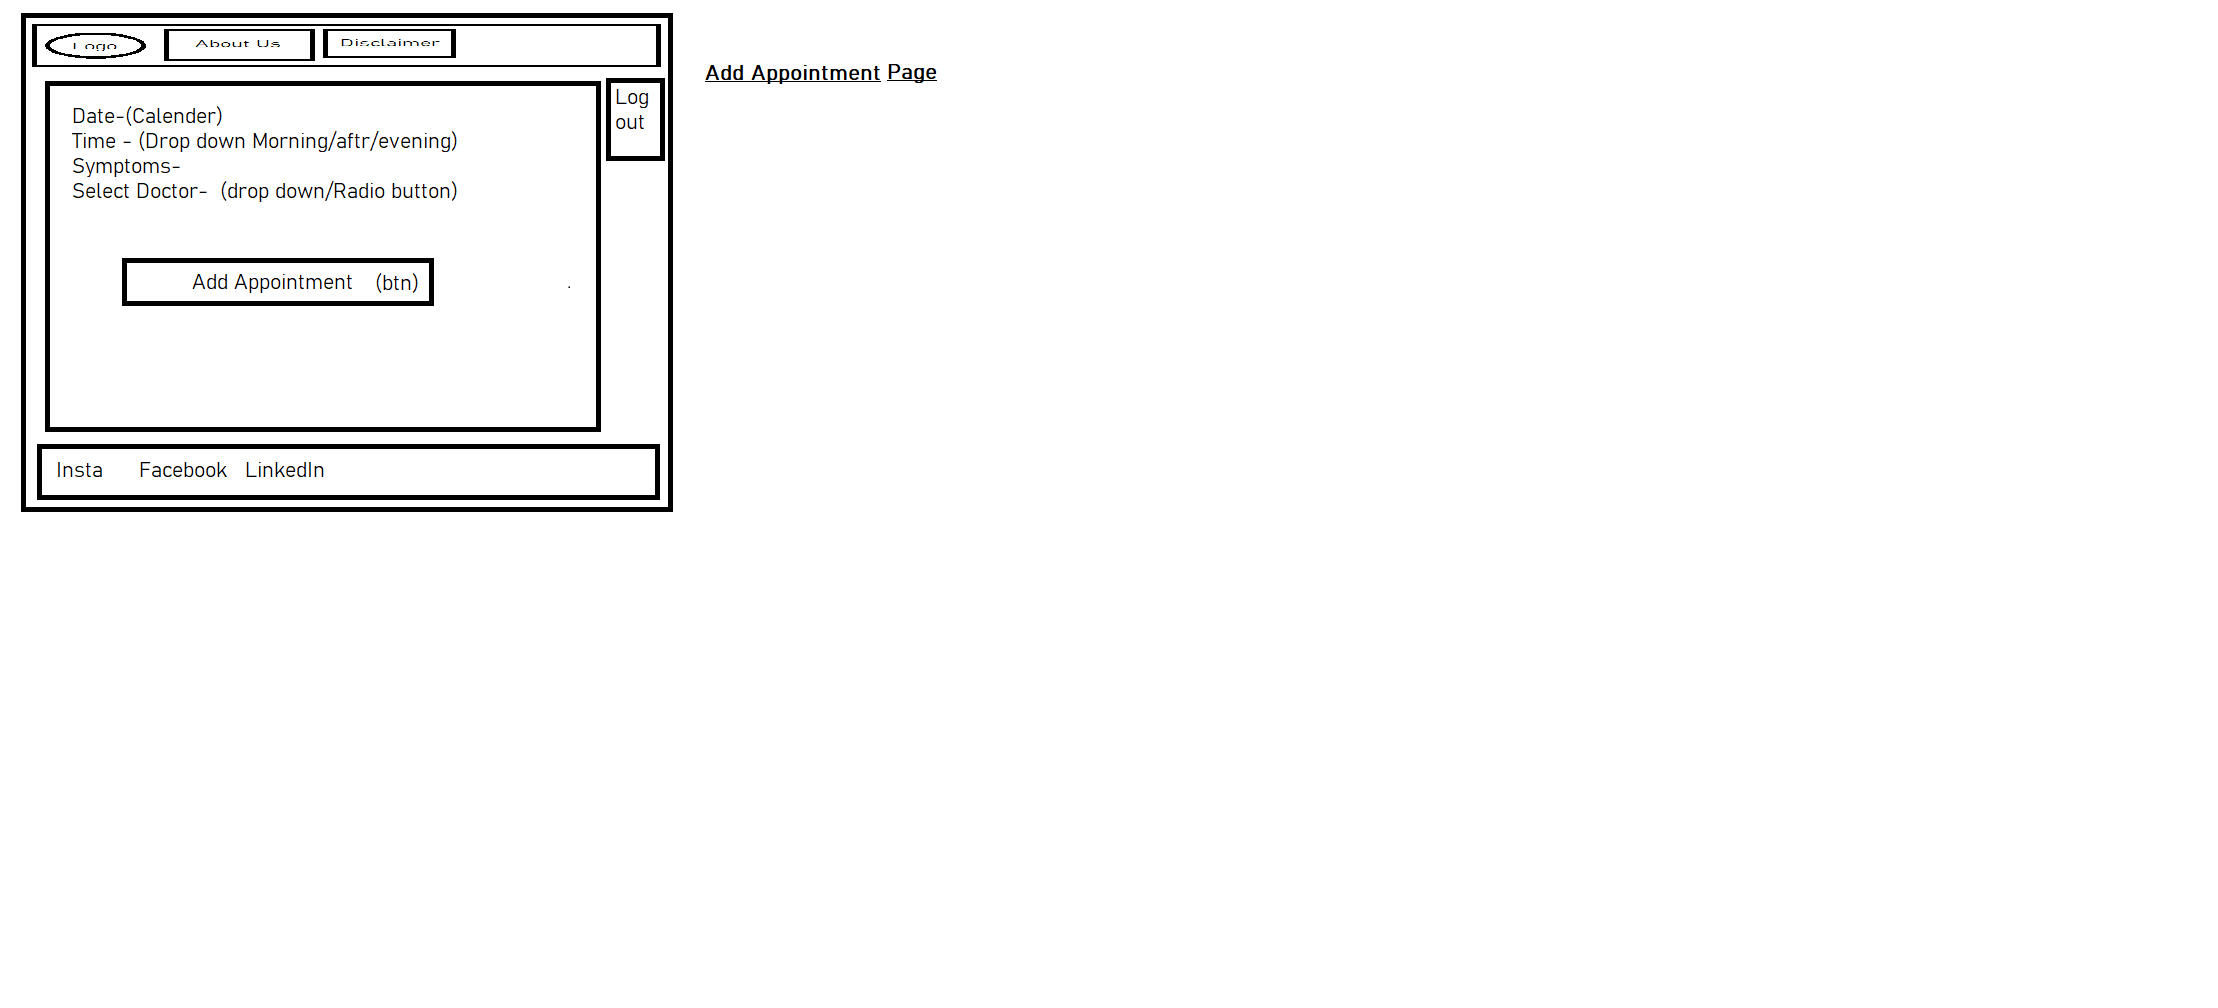 Logo About Us Disclaimer
Add Appointment Page
Log
out
Date-(Calender)
Time - (Drop down Morning/aftr/evening)
Symptoms-
Select Doctor- (drop down/Radio button)
Add Appointment (btn)
Insta Facebook LinkedIn